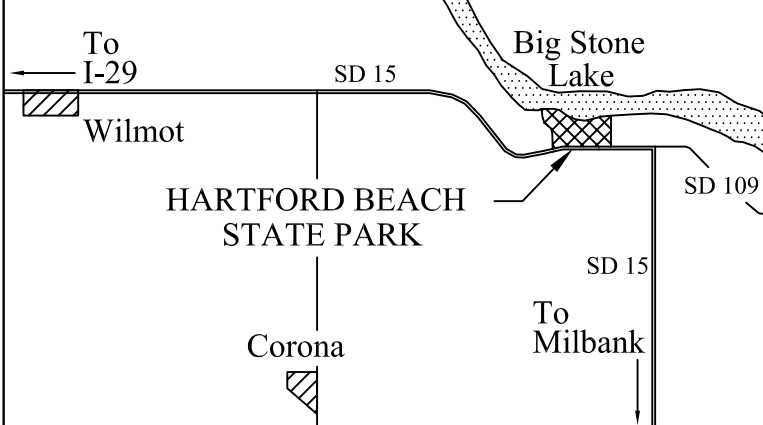 To
I-29
SD 15
Big Stone
Lake
Wilmot
HARTFORD BEACH
STATE PARK
SD 109
SD 15
To
Milbank
Corona